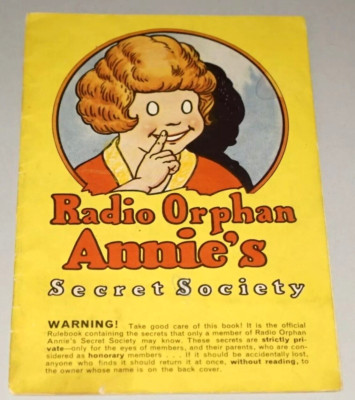 Radio Orphan
Annie's
Secret Society
WARNING! Take good care of this book! It is the official
Rulebook containing the secrets that only a member of Radio Orphan
Annie's Secret Society may know. These secrets are strictly pri-
vate—only for the eyes of members, and their parents, who are con-
sidered as honorary members . . . If it should be accidentally lost,
anyone who finds it should return it at once, without reading, to
the owner whose name is on the back cover.